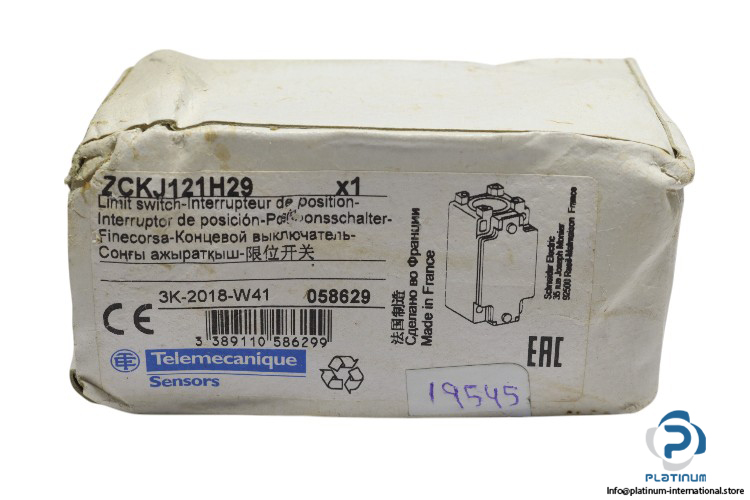 ZCKJ121H29 x1
Limit switch-Interrupteur de position-
Interruptor de posición-Positionsschalter-
Finecorsa-Концевой выключатель-
Соңғы ажыратқыш-限位开关
3K-2018-W41 058629
CE
3 389110 586299
Telemecanique
Sensors
法国制造
Сделано во Франции
Made in France
Schneider Electric
35 rue Joseph Monier
92500 Rueil-Malmaison France
EAC
19545
PLATINUM
Info@platinum-international.store